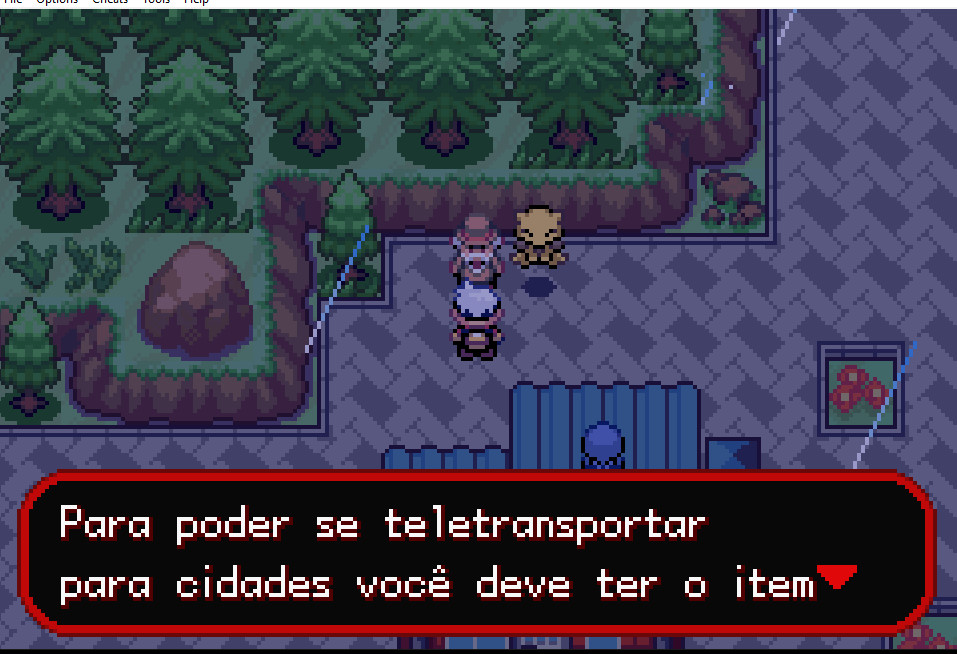 File Options Cheats Tools Help
Para poder se teletransportar
para cidades você deve ter o item